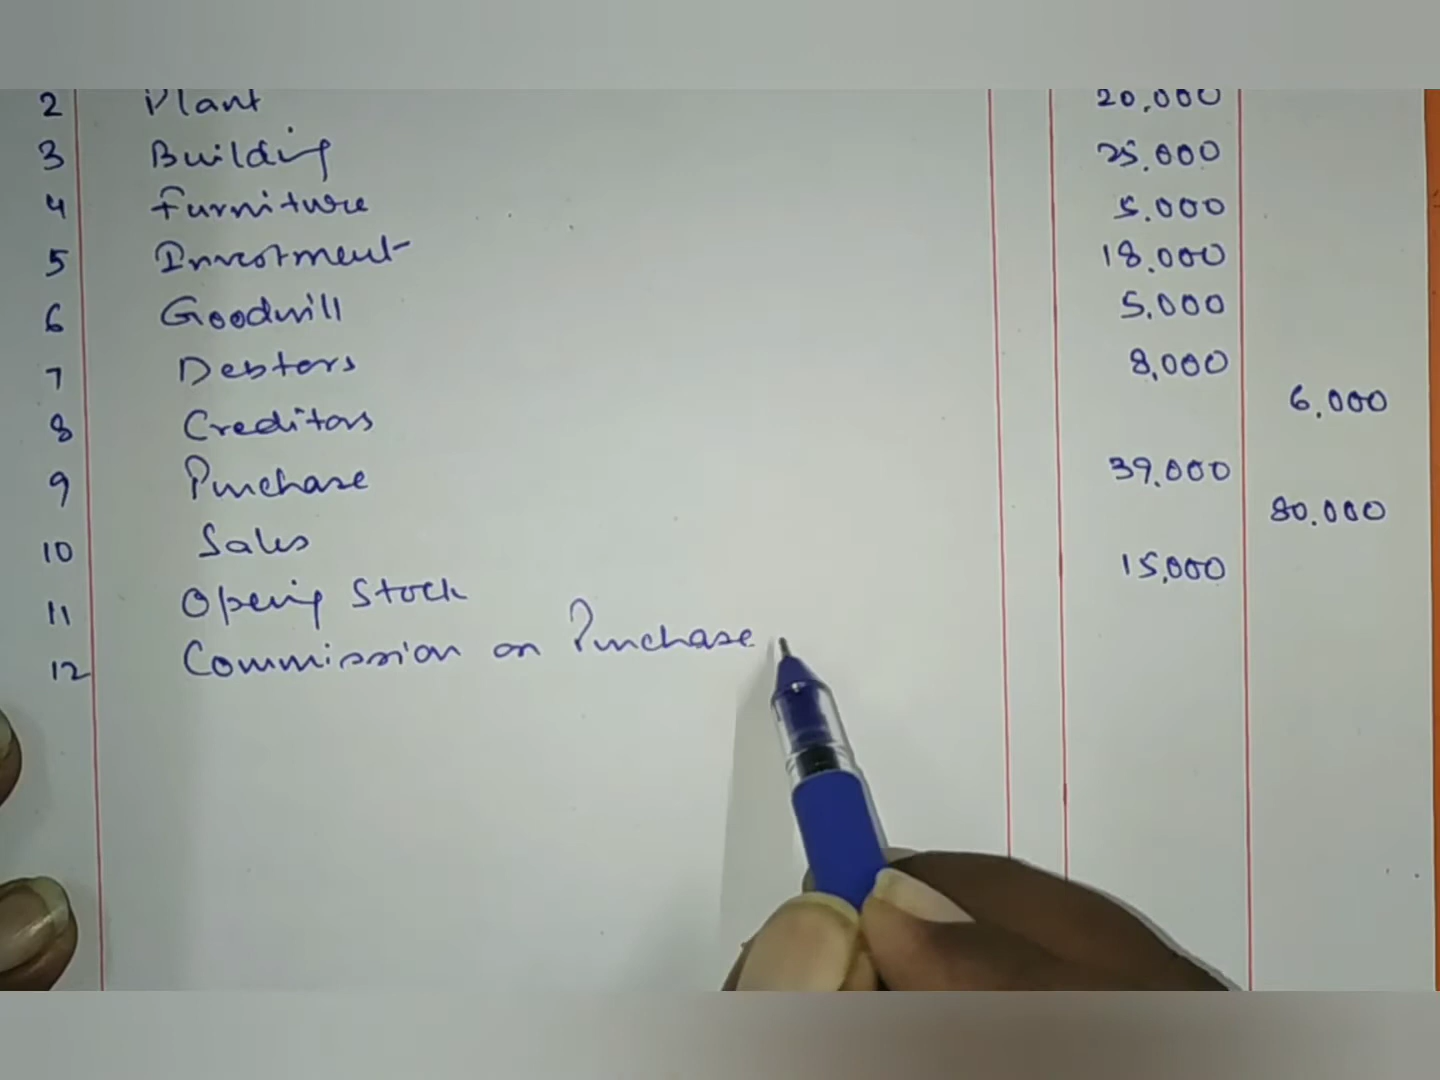 2 Plant 20,000
3 Building 25.000
4 Furniture 5.000
5 Investment 18.000
6 Goodwill 5.000
7 Debtors 8,000
8 Creditors 6.000
9 Purchase 39.000
10 Sales 80.000
11 Opening Stock 15,000
12 Commission on Purchase